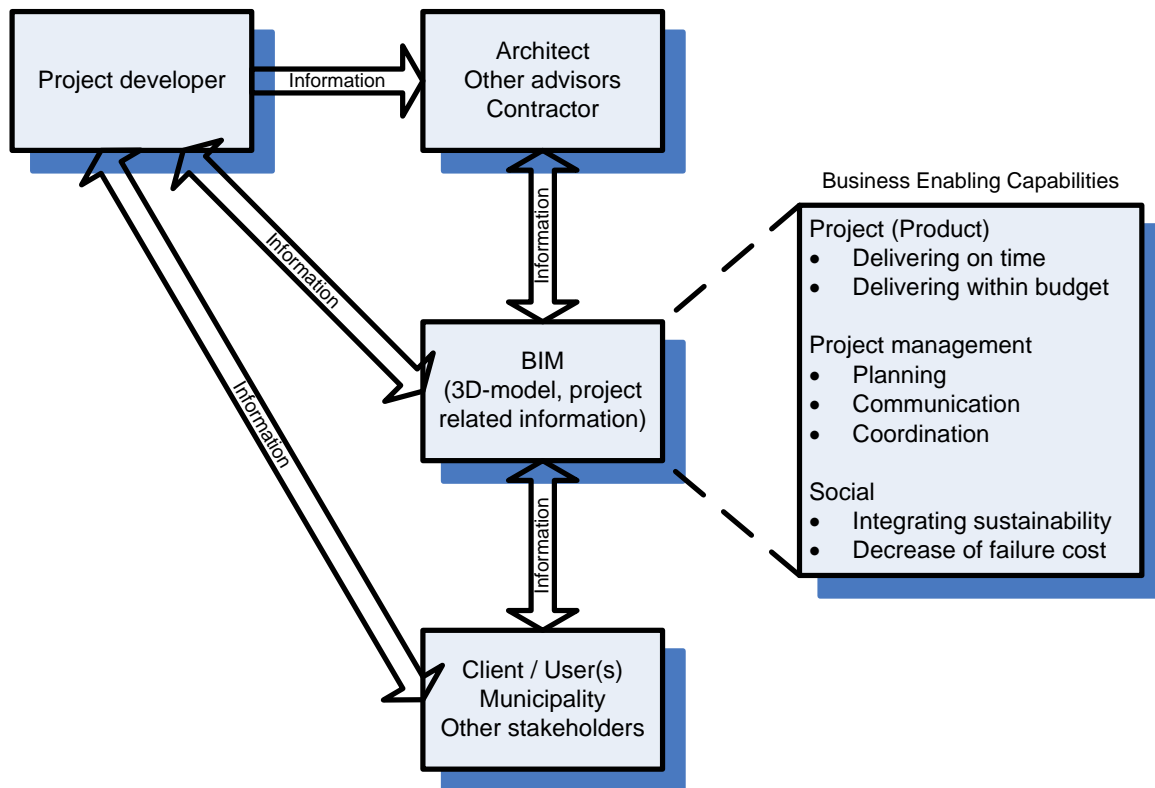 Project developer
Information
Architect
Other advisors
Contractor
Information
Information
Information
BIM
(3D-model, project
related information)
Information
Client / User(s)
Municipality
Other stakeholders
Business Enabling Capabilities
Project (Product)
• Delivering on time
• Delivering within budget
Project management
• Planning
• Communication
• Coordination
Social
• Integrating sustainability
• Decrease of failure cost